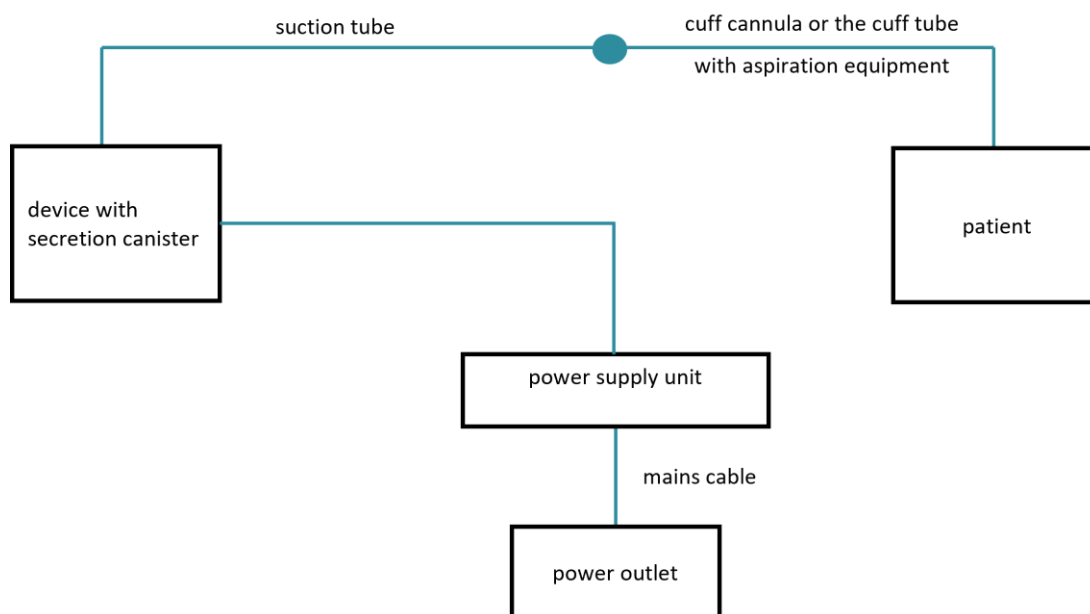 suction tube
cuff cannula or the cuff tube
with aspiration equipment
device with
secretion canister
patient
power supply unit
mains cable
power outlet